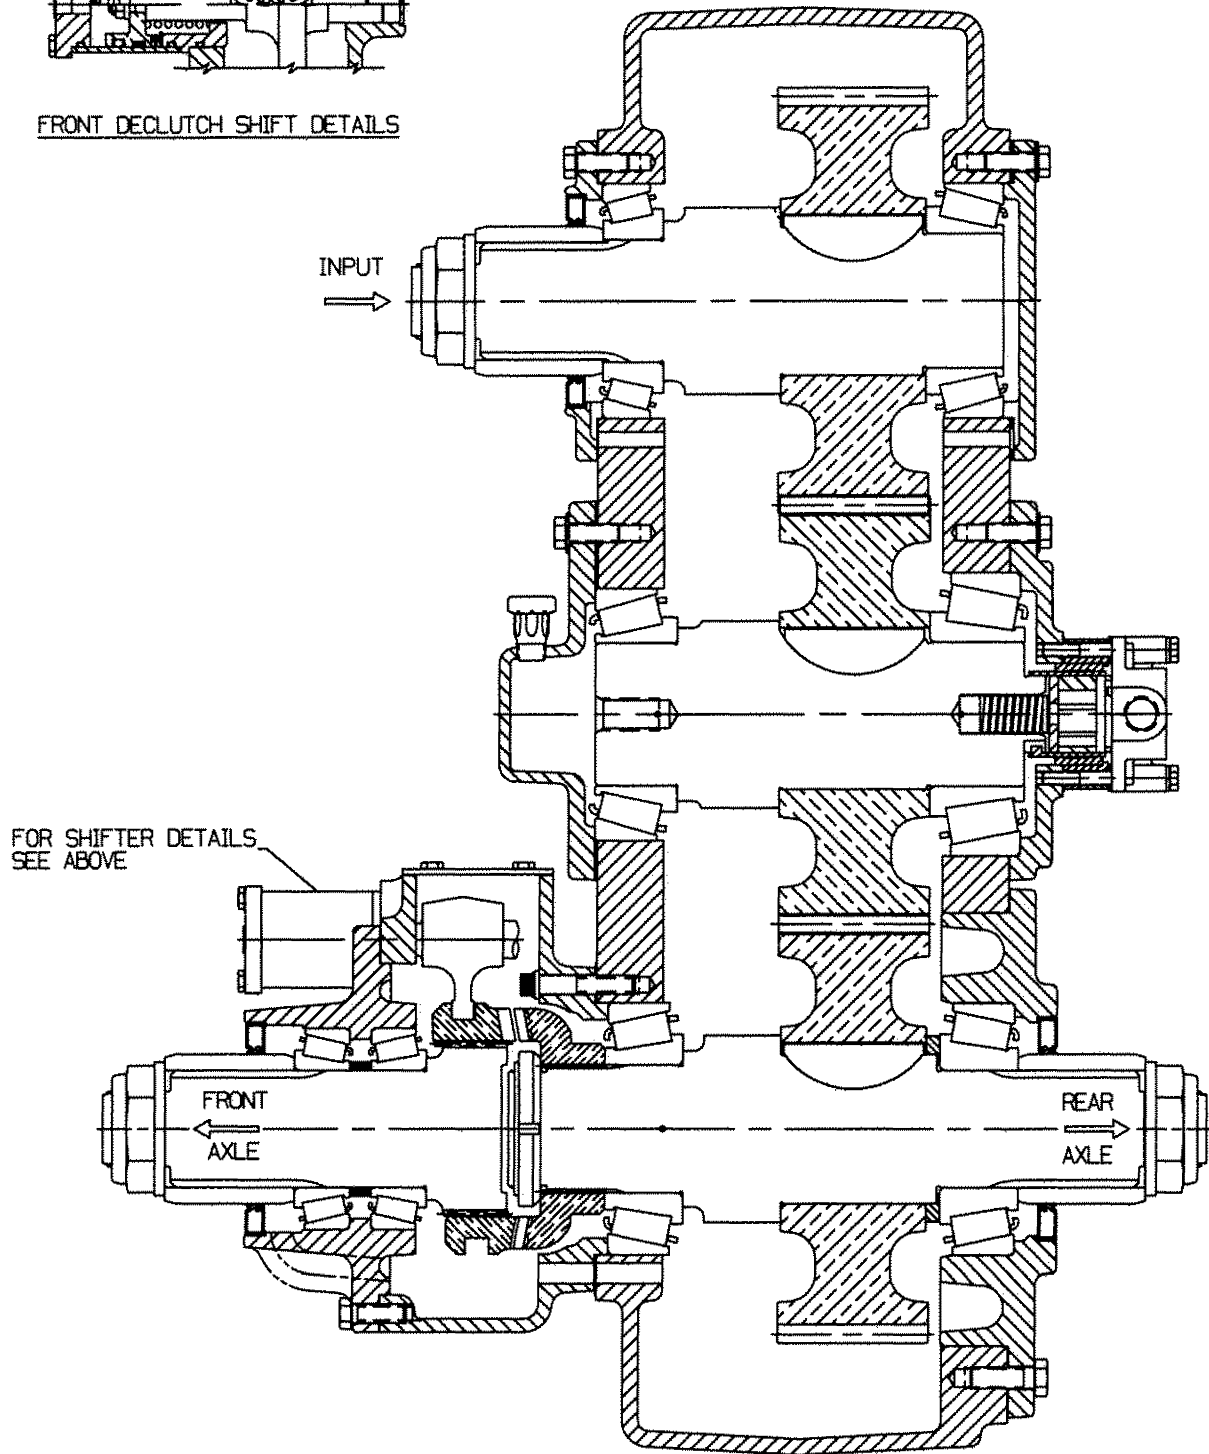 FRONT DECLUTCH SHIFT DETAILS
INPUT
FOR SHIFTER DETAILS
SEE ABOVE
FRONT
AXLE
REAR
AXLE